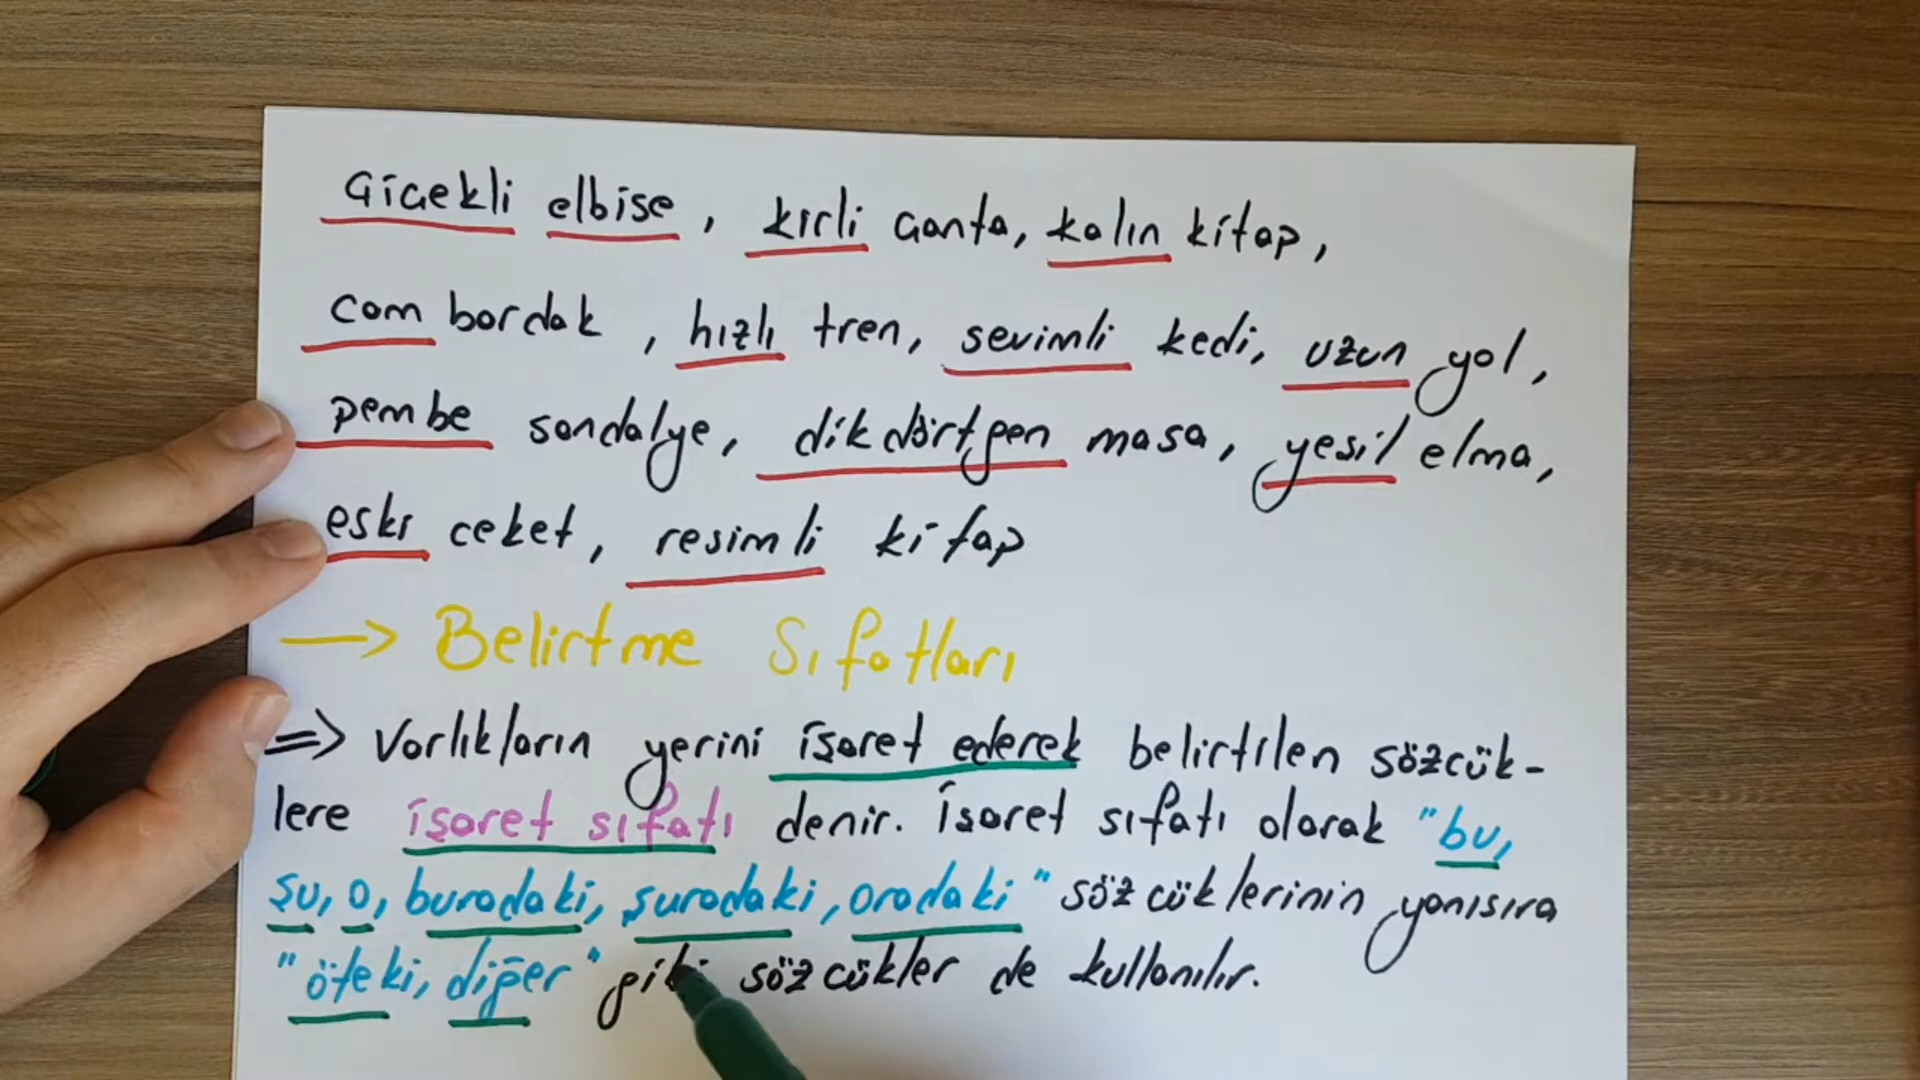 Çiçekli elbise, kirli çanta, kalın kitap,
cam bardak, hızlı tren, sevimli kedi, uzun yol,
pembe sandalye, dikdörtgen masa, yeşil elma,
eski ceket, resimli kitap
→ Belirtme Sıfatları
⇒ Varlıkların yerini işaret ederek belirtilen sözcük-
lere işaret sıfatı denir. İşaret sıfatı olarak "bu,
şu, o, buradaki, şuradaki, oradaki" sözcüklerinin yanısıra
"öteki, diğer" gibi sözcükler de kullanılır.